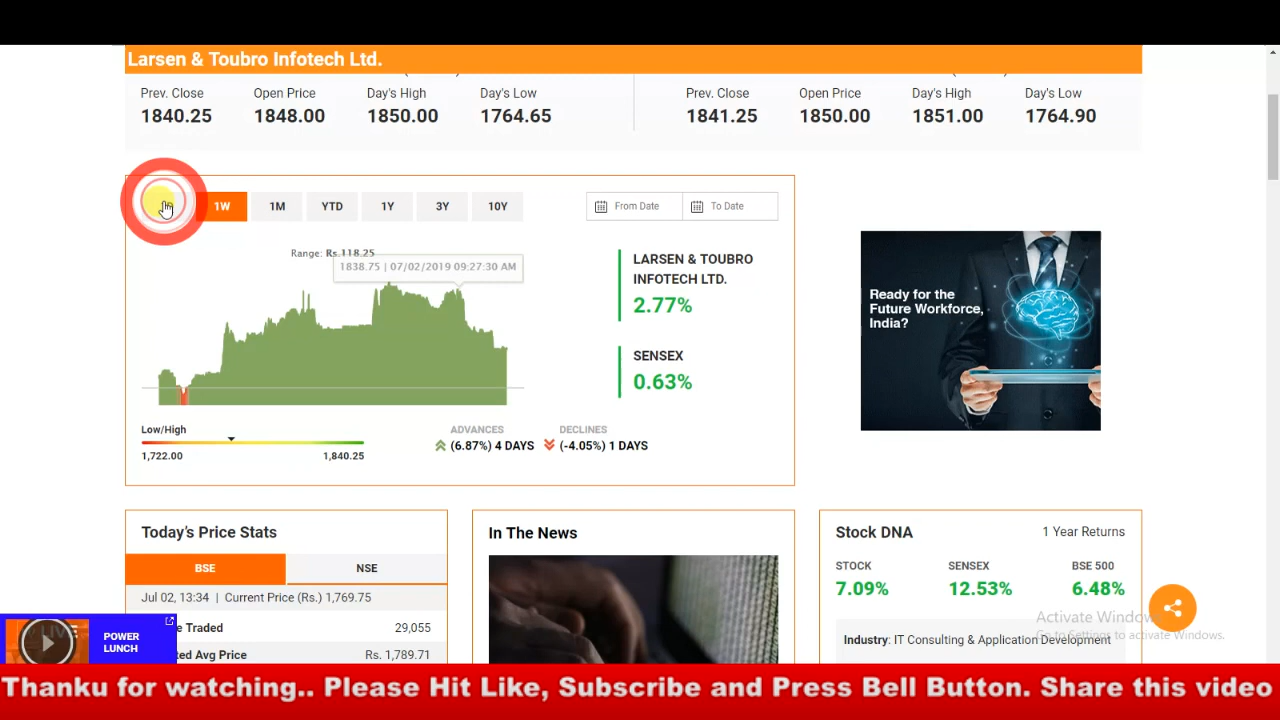 Larsen & Toubro Infotech Ltd.
Prev. Close Open Price Day's High Day's Low Prev. Close Open Price Day's High Day's Low
1840.25 1848.00 1850.00 1764.65 1841.25 1850.00 1851.00 1764.90
1W 1M YTD 1Y 3Y 10Y From Date To Date
Range: Rs.118.25
1838.75 | 07/02/2019 09:27:30 AM
LARSEN & TOUBRO
INFOTECH LTD.
2.77%
SENSEX
0.63%
Low/High
1,722.00 1,840.25
ADVANCES DECLINES
(6.87%) 4 DAYS (-4.05%) 1 DAYS
Ready for the
Future Workforce,
India?
Today's Price Stats
BSE NSE
Jul 02, 13:34 | Current Price (Rs.) 1,769.75
Traded 29,055
Avg Price Rs. 1,789.71
In The News
Stock DNA 1 Year Returns
STOCK SENSEX BSE 500
7.09% 12.53% 6.48%
Industry: IT Consulting & Application Development
Activate Windows
Go to Settings to activate Windows.
LIVE
POWER
LUNCH
Thanku for watching.. Please Hit Like, Subscribe and Press Bell Button. Share this video